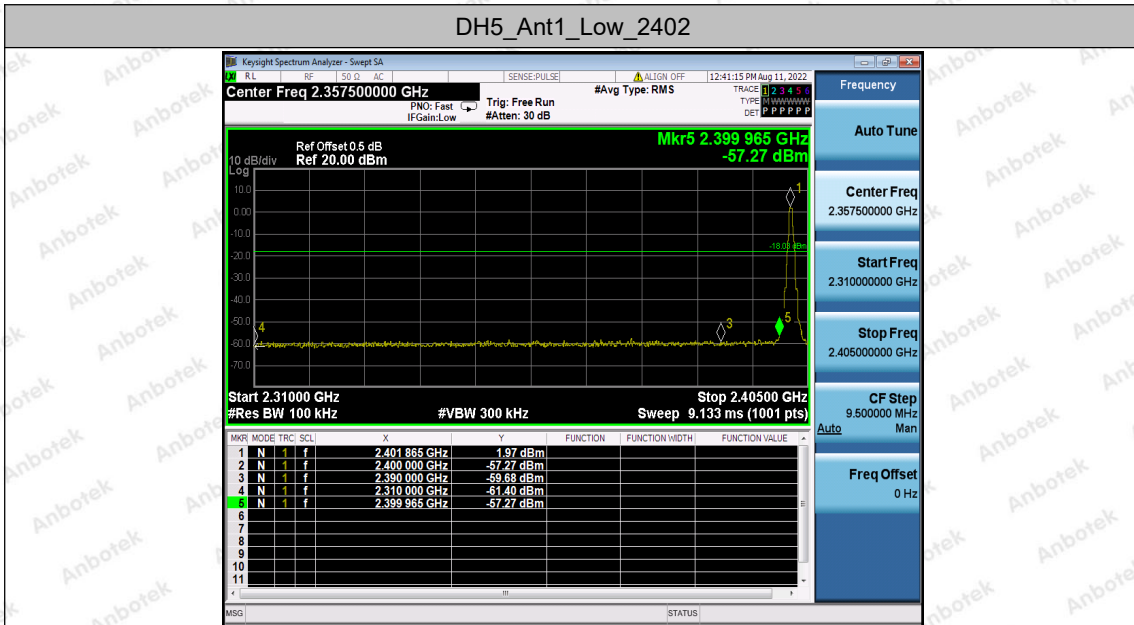 DH5_Ant1_Low_2402
Keysight Spectrum Analyzer - Swept SA
LXI RL RF 50 Ω AC SENSE:PULSE ALIGN OFF 12:41:15 PM Aug 11, 2022
Center Freq 2.357500000 GHz #Avg Type: RMS TRACE 1 2 3 4 5 6
PNO: Fast Trig: Free Run TYPE M WWWWW
IFGain:Low #Atten: 30 dB DET P P P P P P
Mkr5 2.399 965 GHz
-57.27 dBm
Ref Offset 0.5 dB
10 dB/div Ref 20.00 dBm
Log
10.0
0.00
-10.0
-20.0
-30.0
-40.0
-50.0
-60.0
-70.0
1
-18.03 dBm
4
3
5
Start 2.31000 GHz Stop 2.40500 GHz
#Res BW 100 kHz #VBW 300 kHz Sweep 9.133 ms (1001 pts)
MKR MODE TRC SCL X Y FUNCTION FUNCTION WIDTH FUNCTION VALUE
1 N 1 f 2.401 865 GHz 1.97 dBm
2 N 1 f 2.400 000 GHz -57.27 dBm
3 N 1 f 2.390 000 GHz -59.68 dBm
4 N 1 f 2.310 000 GHz -61.40 dBm
5 N 1 f 2.399 965 GHz -57.27 dBm
6
7
8
9
10
11
MSG STATUS
Frequency
Auto Tune
Center Freq
2.357500000 GHz
Start Freq
2.310000000 GHz
Stop Freq
2.405000000 GHz
CF Step
9.500000 MHz
Auto Man
Freq Offset
0 Hz
Anbotek